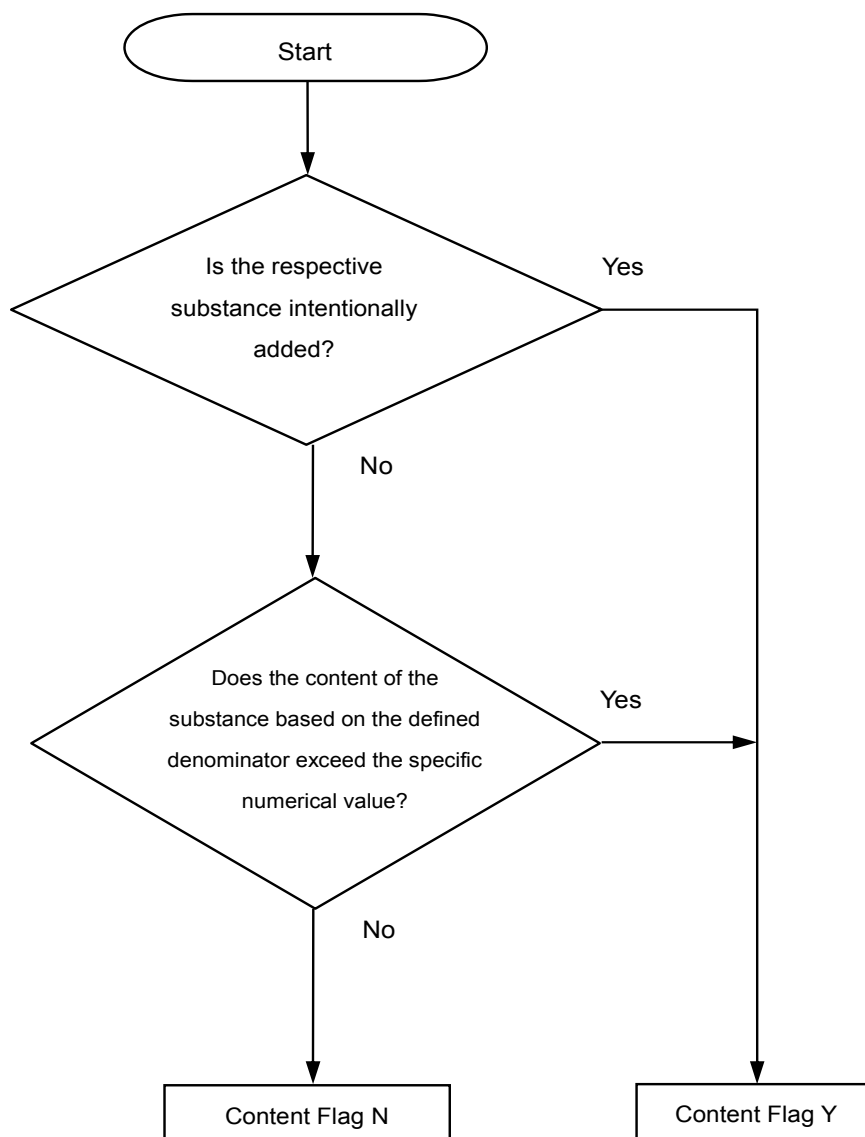 Start
Is the respective
substance intentionally
added?
Yes
No
Does the content of the
substance based on the defined
denominator exceed the specific
numerical value?
Yes
No
Content Flag N
Content Flag Y